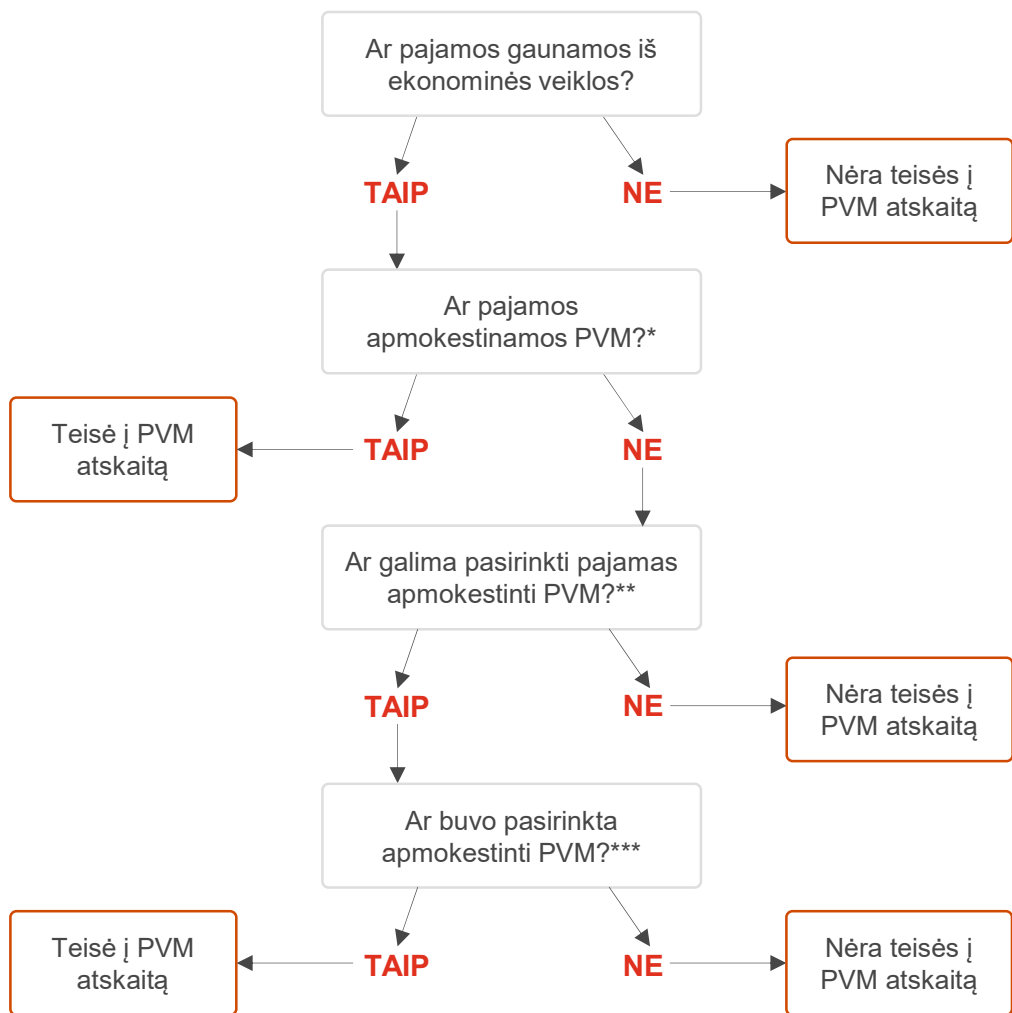 Ar pajamos gaunamos iš
ekonominės veiklos?
TAIP
NE
Nėra teisės į
PVM atskaitą
Ar pajamos
apmokestinamos PVM?*
Teisė į PVM
atskaitą
TAIP
NE
Ar galima pasirinkti pajamas
apmokestinti PVM?**
TAIP
NE
Nėra teisės į
PVM atskaitą
Ar buvo pasirinkta
apmokestinti PVM?***
Teisė į PVM
atskaitą
TAIP
NE
Nėra teisės į
PVM atskaitą